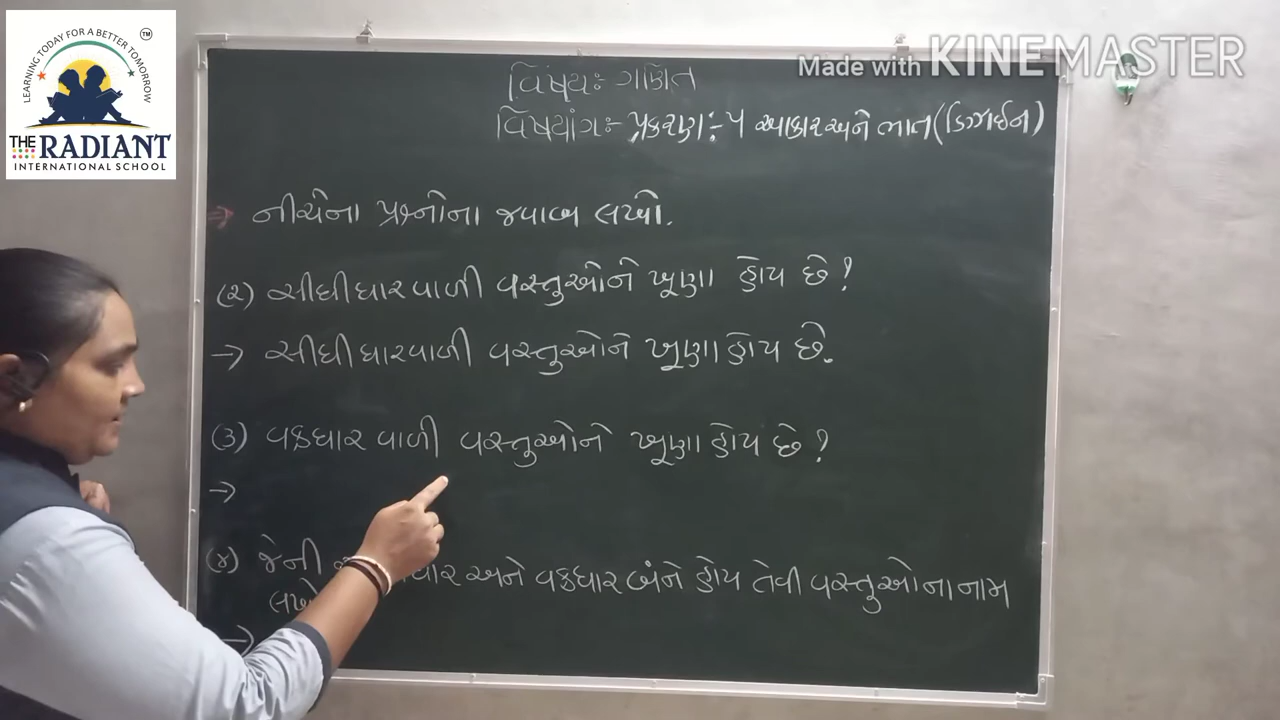 LEARNING TODAY FOR A BETTER TOMORROW
TM
THE RADIANT
INTERNATIONAL SCHOOL
Made with KINEMASTER
વિષયઃ ગણિત
વિષયાંગઃ- પ્રકરણઃ- ૫ આકાર અને ભાત (ડિઝાઈન)
⇒ નીચેના પ્રશ્નોના જવાબ લખો.
(૨) સીધીધારવાળી વસ્તુઓને ખૂણા હોય છે?
→ સીધીધારવાળી વસ્તુઓને ખૂણા હોય છે.
(૩) વક્રધાર વાળી વસ્તુઓને ખૂણા હોય છે?
→
(૪) જેની અને વક્રધાર બંને હોય તેવી વસ્તુઓના નામ
→